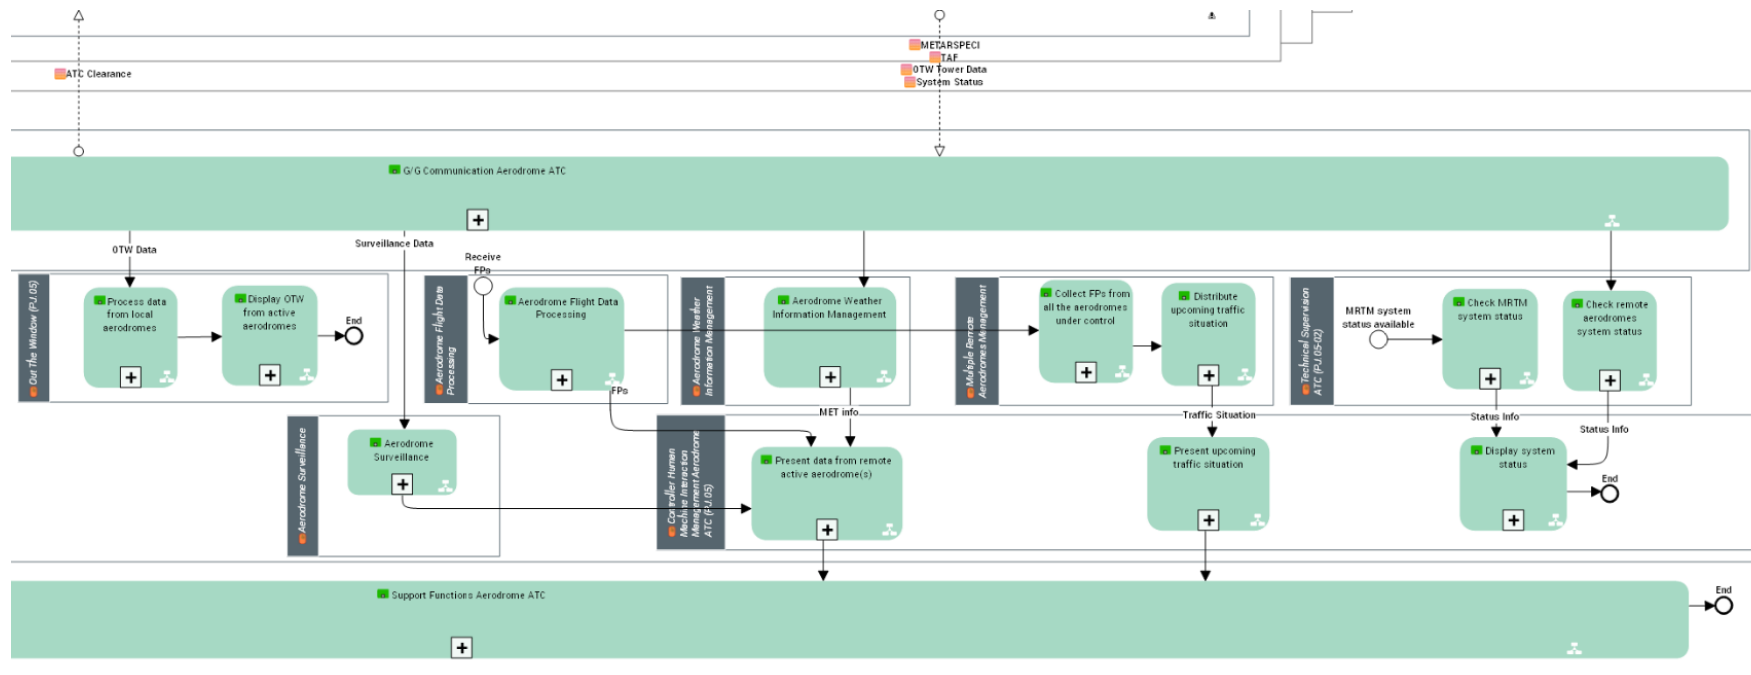 METARSPECI
TAF
ATC Clearance
OTW Tower Data
System Status
G/G Communication Aerodrome ATC
OTW Data
Surveillance Data
Receive
FPs
Out The Window (PJ.05)
Process data
from local
aerodromes
Display OTW
from active
aerodromes
End
Aerodrome Flight Data
Processing
Aerodrome Flight Data
Processing
FPs
Aerodrome Weather
Information Management
Aerodrome Weather
Information Management
MET info
Multiple Remote
Aerodromes Management
Collect FPs from
all the aerodromes
under control
Distribute
upcoming traffic
situation
Traffic Situation
Technical Supervision
ATC (PJ.05-02)
MRTM system
status available
Check MRTM
system status
Check remote
aerodromes
system status
Status Info
Status Info
Aerodrome Surveillance
Aerodrome
Surveillance
Controller Human
Machine Interaction
Management Aerodrome
ATC (PJ.05)
Present data from remote
active aerodrome(s)
Present upcoming
traffic situation
Display system
status
End
Support Functions Aerodrome ATC
End